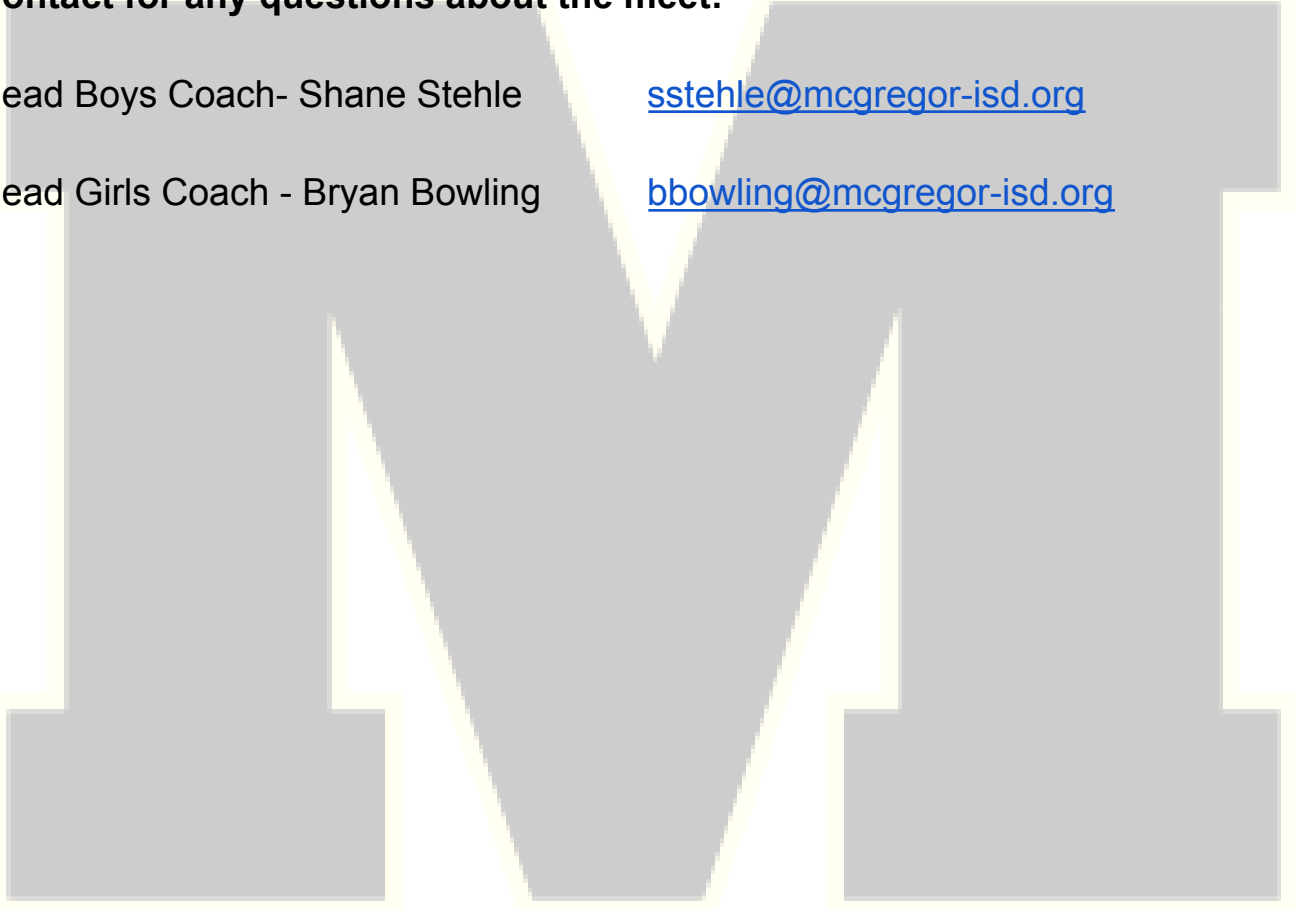 ontact for any questions about the meet:
ead Boys Coach- Shane Stehle sstehle@mcgregor-isd.org
ead Girls Coach - Bryan Bowling bbowling@mcgregor-isd.org